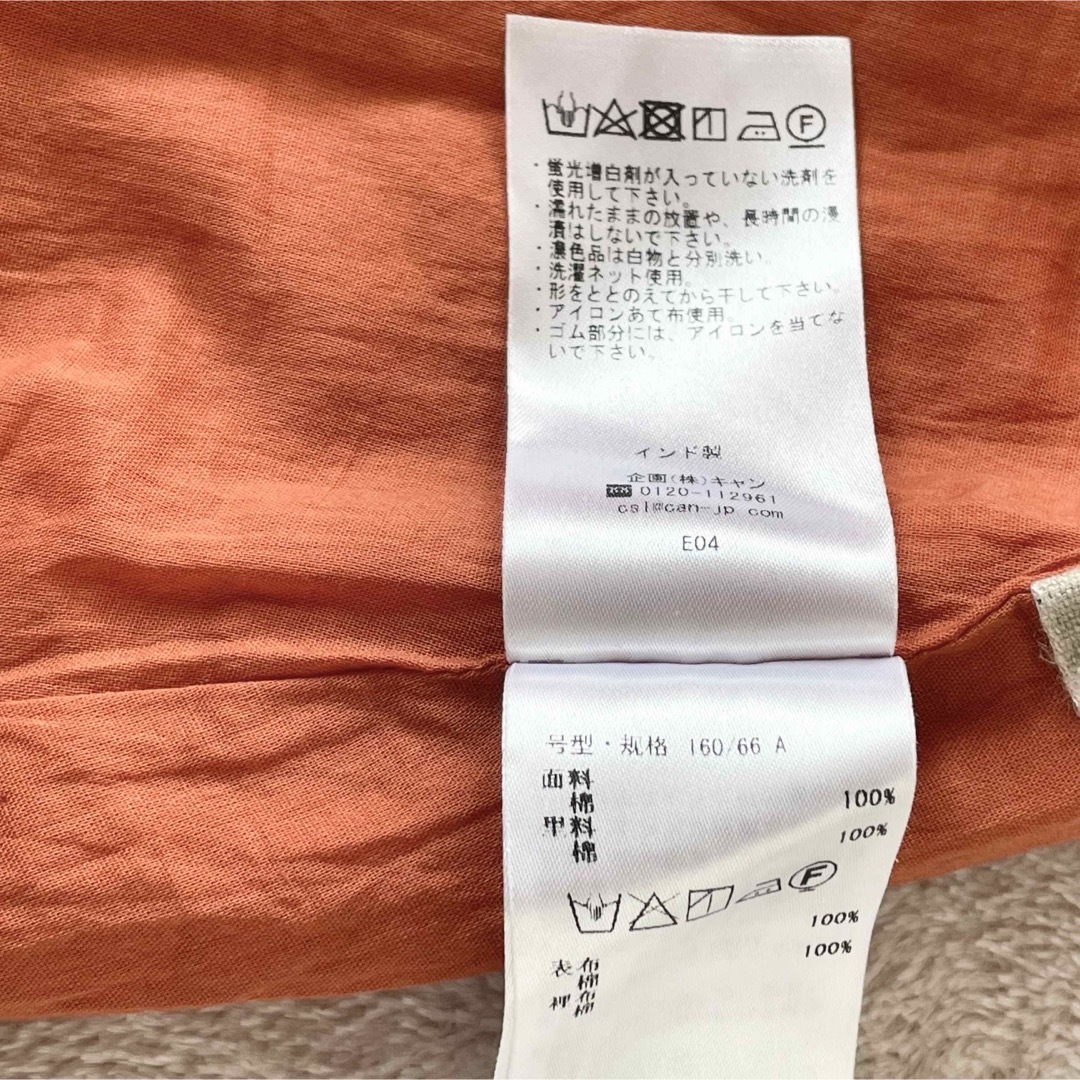 ・蛍光増白剤が入っていない洗剤を
使用して下さい。
・濡れたままの放置や、長時間の浸
漬はしないで下さい。
・濃色品は白物と分別洗い。
・洗濯ネット使用。
・形をととのえてから干して下さい。
・アイロンあて布使用。
・ゴム部分には、アイロンを当てな
いで下さい。
インド製
企画(株)キャン
☎ 0120-112961
csl@can-jp com
E04
号型・規格 160/66 A
面料
棉 100%
里料
棉 100%
F
100%
100%
表布
綿
裡布
綿